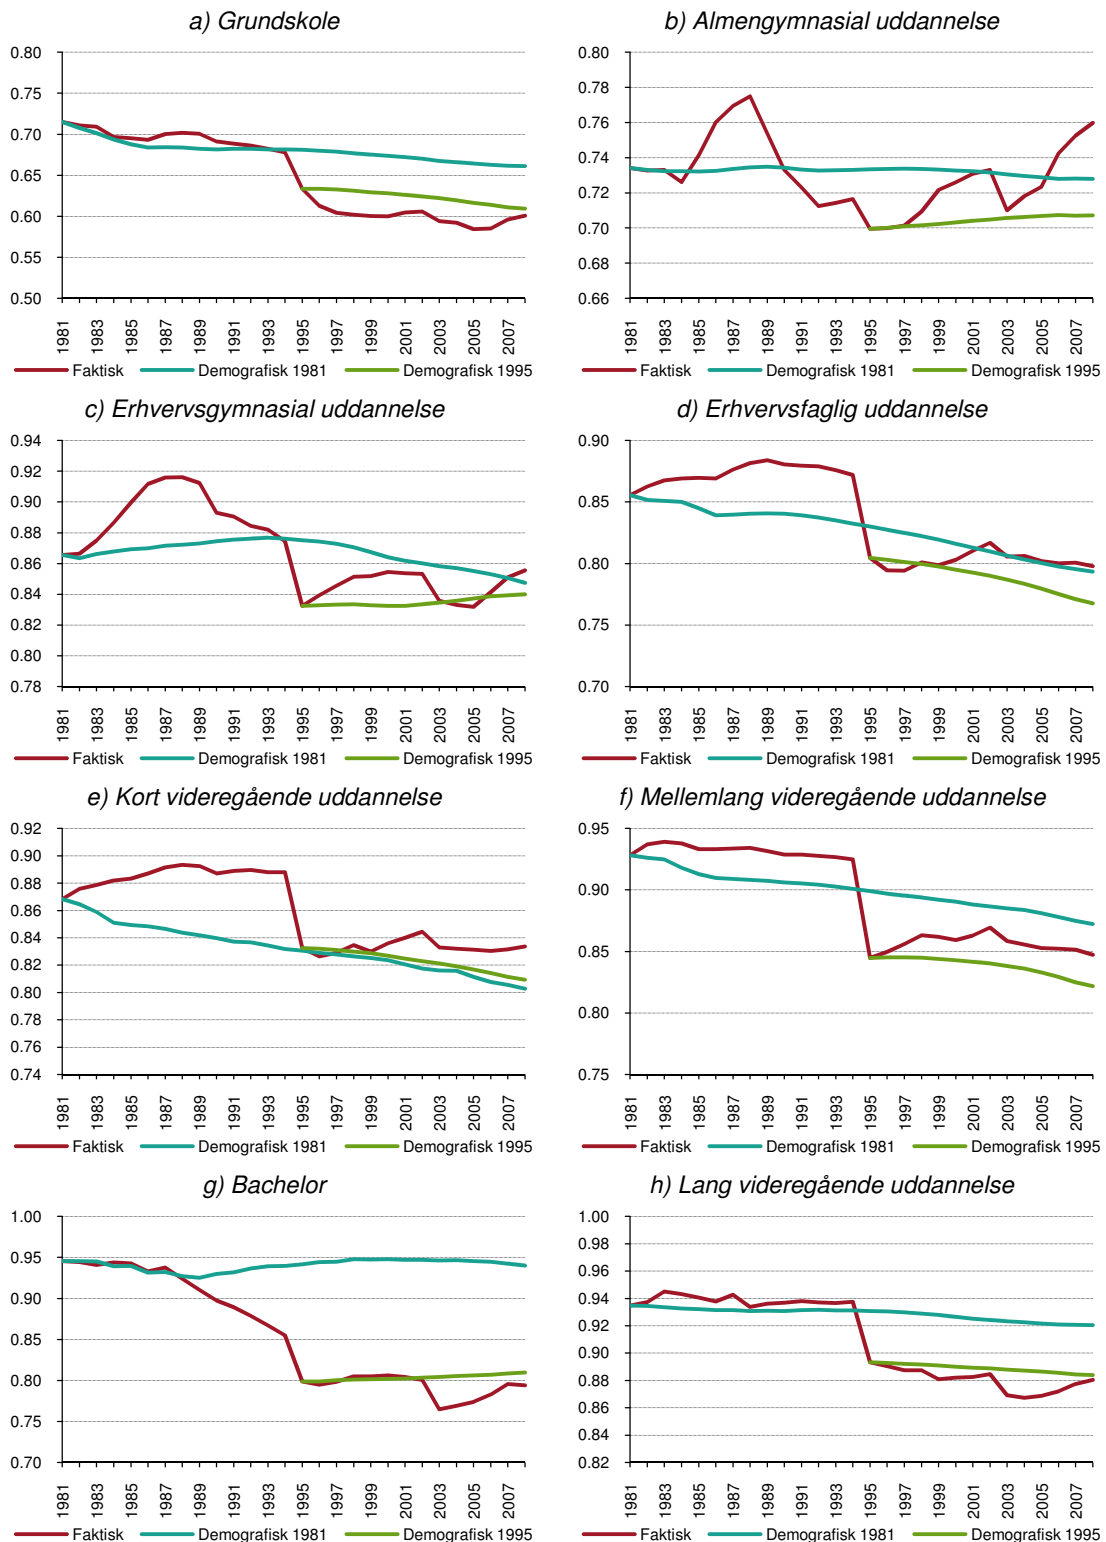 a) Grundskole
0.80
0.75
0.70
0.65
0.60
0.55
0.50
1981 1983 1985 1987 1989 1991 1993 1995 1997 1999 2001 2003 2005 2007
Faktisk Demografisk 1981 Demografisk 1995
b) Almengymnasial uddannelse
0.80
0.78
0.76
0.74
0.72
0.70
0.68
0.66
1981 1983 1985 1987 1989 1991 1993 1995 1997 1999 2001 2003 2005 2007
Faktisk Demografisk 1981 Demografisk 1995
c) Erhvervsgymnasial uddannelse
0.94
0.92
0.90
0.88
0.86
0.84
0.82
0.80
0.78
1981 1983 1985 1987 1989 1991 1993 1995 1997 1999 2001 2003 2005 2007
Faktisk Demografisk 1981 Demografisk 1995
d) Erhvervsfaglig uddannelse
0.90
0.85
0.80
0.75
0.70
1981 1983 1985 1987 1989 1991 1993 1995 1997 1999 2001 2003 2005 2007
Faktisk Demografisk 1981 Demografisk 1995
e) Kort videregående uddannelse
0.92
0.90
0.88
0.86
0.84
0.82
0.80
0.78
0.76
0.74
1981 1983 1985 1987 1989 1991 1993 1995 1997 1999 2001 2003 2005 2007
Faktisk Demografisk 1981 Demografisk 1995
f) Mellemlang videregående uddannelse
0.95
0.90
0.85
0.80
0.75
1981 1983 1985 1987 1989 1991 1993 1995 1997 1999 2001 2003 2005 2007
Faktisk Demografisk 1981 Demografisk 1995
g) Bachelor
1.00
0.95
0.90
0.85
0.80
0.75
0.70
1981 1983 1985 1987 1989 1991 1993 1995 1997 1999 2001 2003 2005 2007
Faktisk Demografisk 1981 Demografisk 1995
h) Lang videregående uddannelse
1.00
0.98
0.96
0.94
0.92
0.90
0.88
0.86
0.84
0.82
1981 1983 1985 1987 1989 1991 1993 1995 1997 1999 2001 2003 2005 2007
Faktisk Demografisk 1981 Demografisk 1995